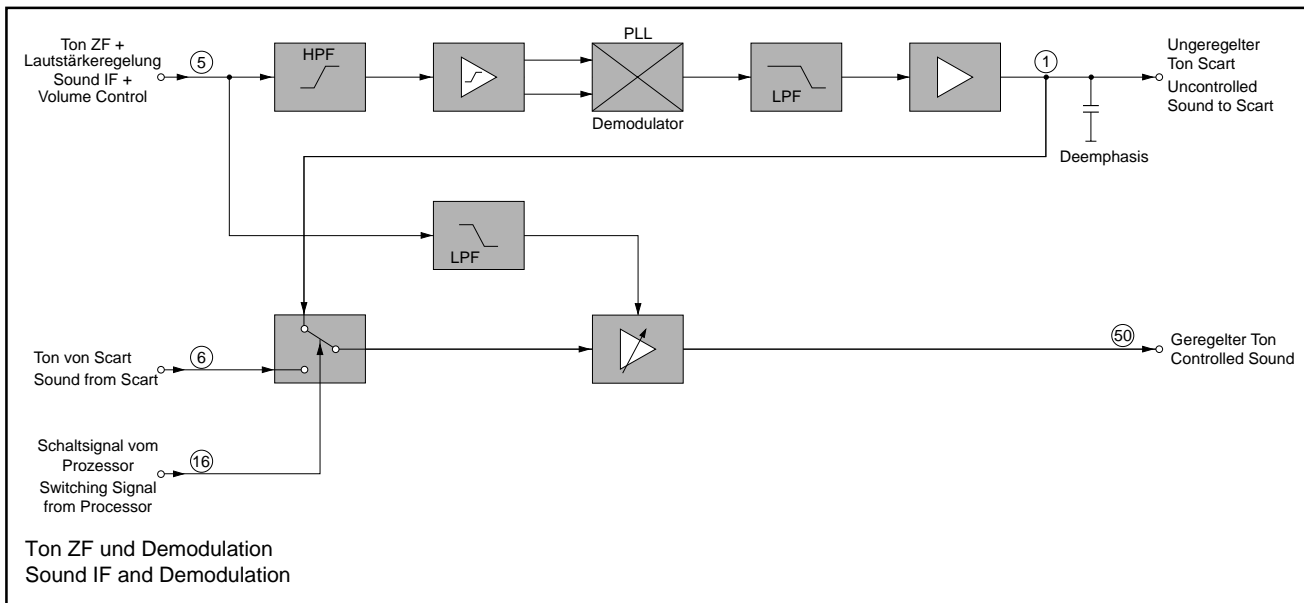 Ton ZF +
Lautstärkeregelung
Sound IF +
Volume Control
5
HPF
PLL
Demodulator
LPF
1
Ungeregelter
Ton Scart
Uncontrolled
Sound to Scart
Deemphasis
LPF
Ton von Scart
Sound from Scart
6
50
Geregelter Ton
Controlled Sound
Schaltsignal vom
Prozessor
Switching Signal
from Processor
16
Ton ZF und Demodulation
Sound IF and Demodulation